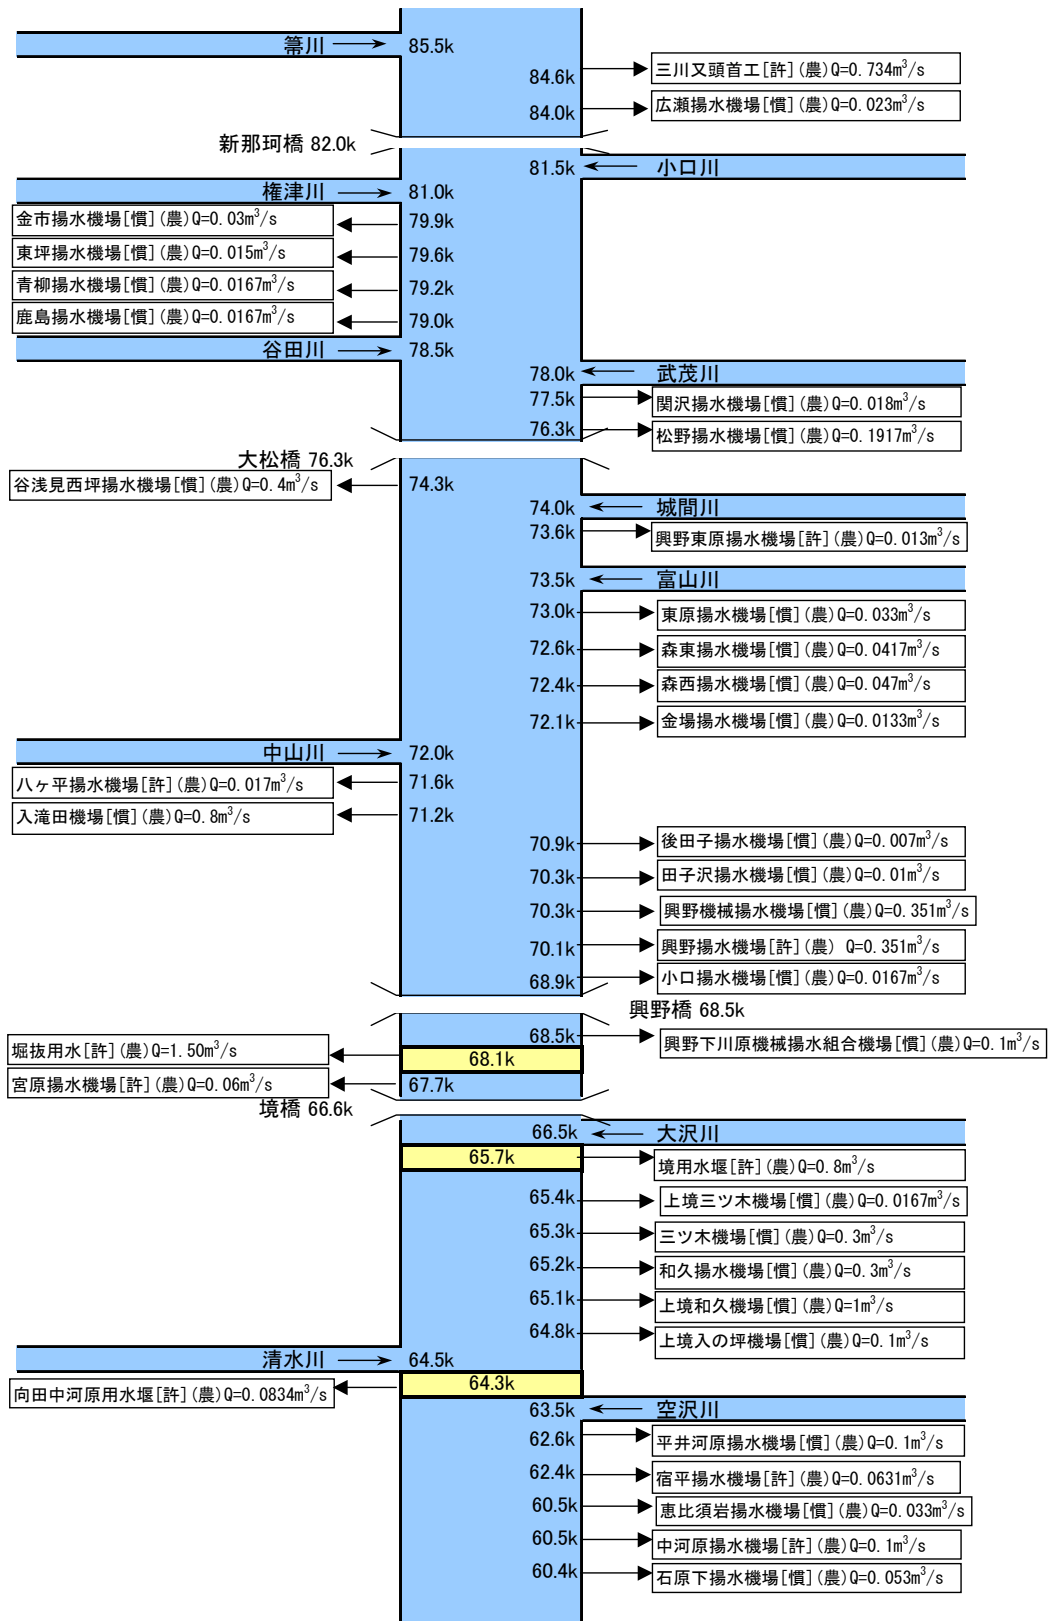 箒川 85.5k
84.6k 三川又頭首工[許](農)Q=0.734m³/s
84.0k 広瀬揚水機場[慣](農)Q=0.023m³/s
新那珂橋 82.0k
81.5k 小口川
権津川 81.0k
金市揚水機場[慣](農)Q=0.03m³/s 79.9k
東坪揚水機場[慣](農)Q=0.015m³/s 79.6k
青柳揚水機場[慣](農)Q=0.0167m³/s 79.2k
鹿島揚水機場[慣](農)Q=0.0167m³/s 79.0k
谷田川 78.5k
78.0k 武茂川
77.5k 関沢揚水機場[慣](農)Q=0.018m³/s
76.3k 松野揚水機場[慣](農)Q=0.1917m³/s
大松橋 76.3k
谷浅見西坪揚水機場[慣](農)Q=0.4m³/s 74.3k
74.0k 城間川
73.6k 興野東原揚水機場[許](農)Q=0.013m³/s
73.5k 富山川
73.0k 東原揚水機場[慣](農)Q=0.033m³/s
72.6k 森東揚水機場[慣](農)Q=0.0417m³/s
72.4k 森西揚水機場[慣](農)Q=0.047m³/s
72.1k 金場揚水機場[慣](農)Q=0.0133m³/s
中山川 72.0k
八ヶ平揚水機場[許](農)Q=0.017m³/s 71.6k
入滝田機場[慣](農)Q=0.8m³/s 71.2k
70.9k 後田子揚水機場[慣](農)Q=0.007m³/s
70.3k 田子沢揚水機場[慣](農)Q=0.01m³/s
70.3k 興野機械揚水機場[慣](農)Q=0.351m³/s
70.1k 興野揚水機場[許](農) Q=0.351m³/s
68.9k 小口揚水機場[慣](農)Q=0.0167m³/s
興野橋 68.5k
68.5k 興野下川原機械揚水組合機場[慣](農)Q=0.1m³/s
堀抜用水[許](農)Q=1.50m³/s 68.1k
宮原揚水機場[許](農)Q=0.06m³/s 67.7k
境橋 66.6k
66.5k 大沢川
65.7k 境用水堰[許](農)Q=0.8m³/s
65.4k 上境三ツ木機場[慣](農)Q=0.0167m³/s
65.3k 三ツ木機場[慣](農)Q=0.3m³/s
65.2k 和久揚水機場[慣](農)Q=0.3m³/s
65.1k 上境和久機場[慣](農)Q=1m³/s
64.8k 上境入の坪機場[慣](農)Q=0.1m³/s
清水川 64.5k
向田中河原用水堰[許](農)Q=0.0834m³/s 64.3k
63.5k 空沢川
62.6k 平井河原揚水機場[慣](農)Q=0.1m³/s
62.4k 宿平揚水機場[許](農)Q=0.0631m³/s
60.5k 恵比須岩揚水機場[慣](農)Q=0.033m³/s
60.5k 中河原揚水機場[許](農)Q=0.1m³/s
60.4k 石原下揚水機場[慣](農)Q=0.053m³/s